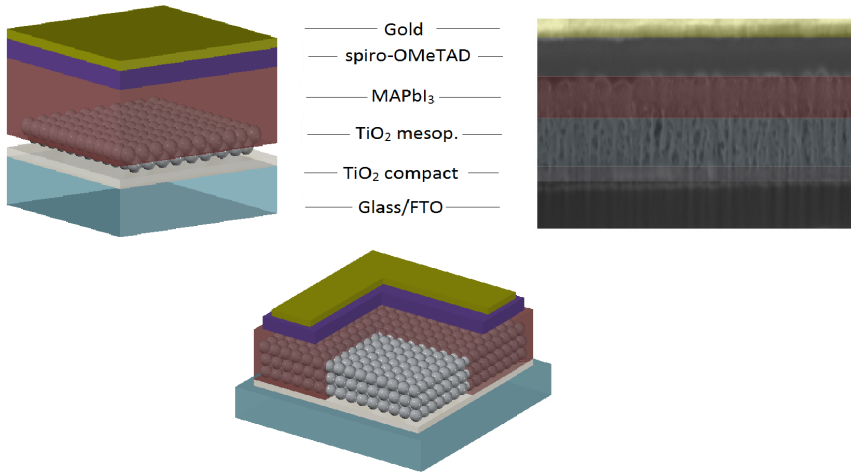 Gold
spiro-OMeTAD
MAPbI₃
TiO₂ mesop.
TiO₂ compact
Glass/FTO